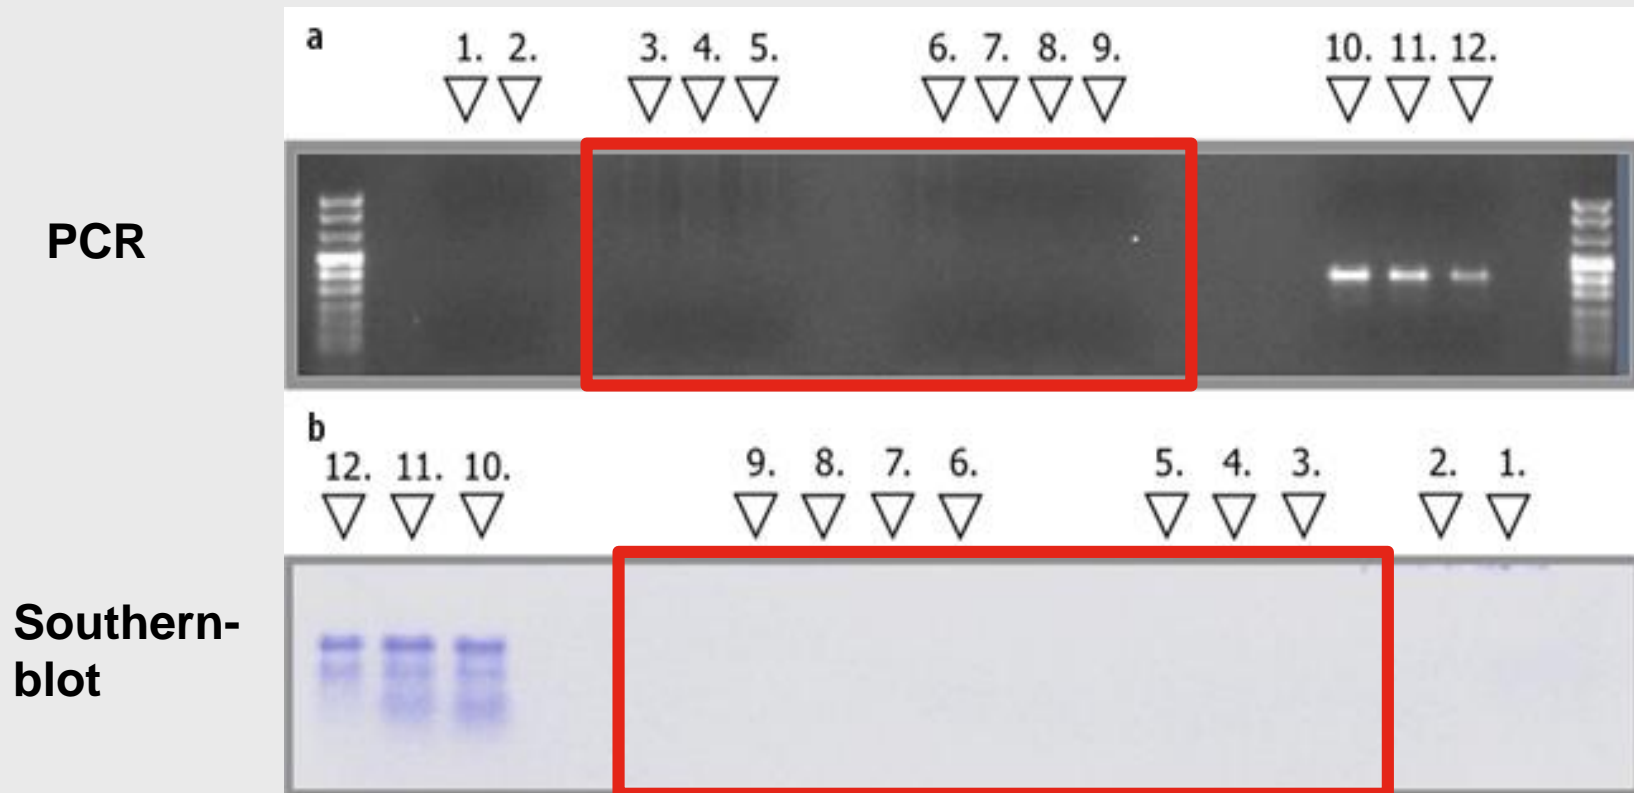 a
1. 2. 3. 4. 5. 6. 7. 8. 9. 10. 11. 12.
PCR
b
12. 11. 10. 9. 8. 7. 6. 5. 4. 3. 2. 1.
Southern-
blot